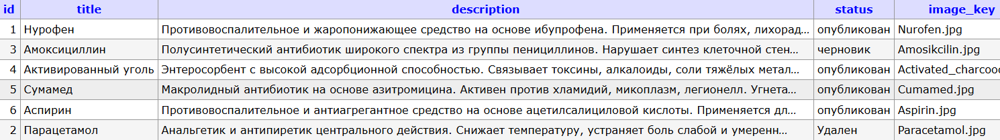 id title description status image_key
1 Нурофен Противовоспалительное и жаропонижающее средство на основе ибупрофена. Применяется при болях, лихорад... опубликован Nurofen.jpg
3 Амоксициллин Полусинтетический антибиотик широкого спектра из группы пенициллинов. Нарушает синтез клеточной стен... черновик Amosikcilin.jpg
4 Активированный уголь Энтеросорбент с высокой адсорбционной способностью. Связывает токсины, алкалоиды, соли тяжёлых метал... опубликован
5 Сумамед Макролидный антибиотик на основе азитромицина. Активен против хламидий, микоплазм, легионелл. Угнета... опубликован Cumamed.jpg
6 Аспирин Противовоспалительное и антиагрегантное средство на основе ацетилсалициловой кислоты. Применяется дл... опубликован Aspirin.jpg
2 Парацетамол Анальгетик и антипиретик центрального действия. Снижает температуру, устраняет боль слабой и умеренн... Удален Paracetamol.jpg